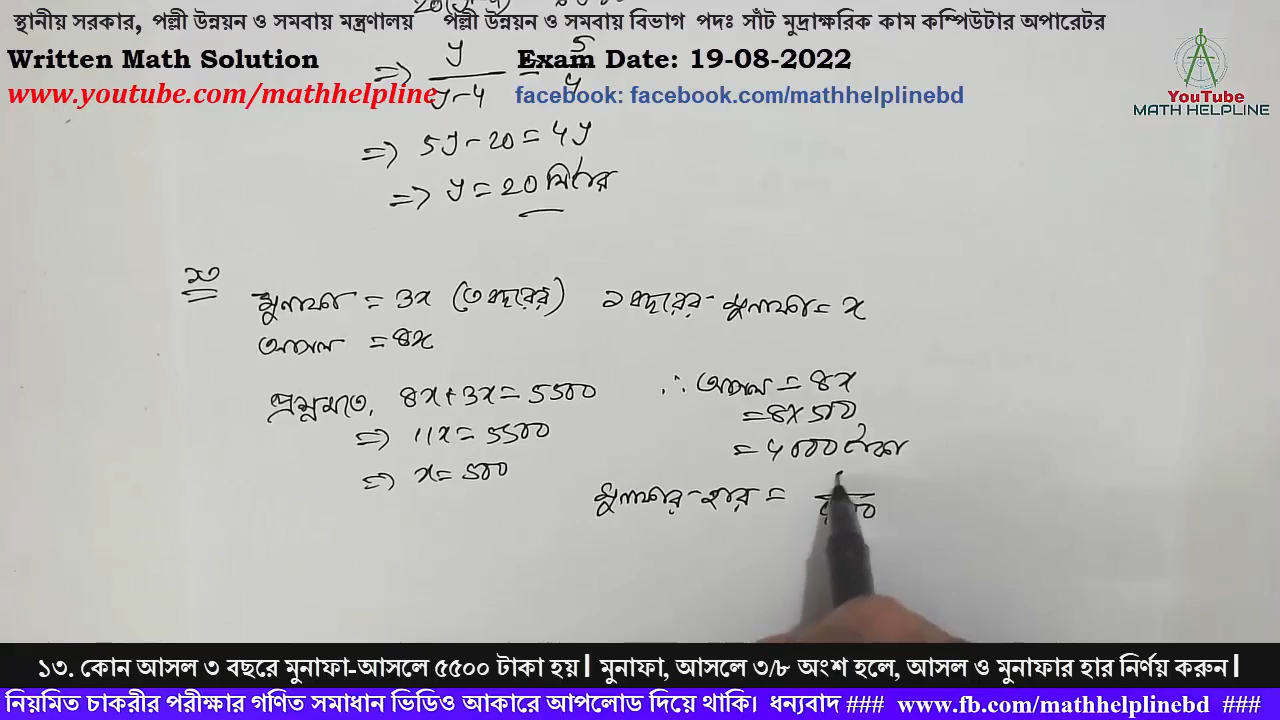 স্থানীয় সরকার, পল্লী উন্নয়ন ও সমবায় মন্ত্রণালয় পল্লী উন্নয়ন ও সমবায় বিভাগ পদঃ সাঁট মুদ্রাক্ষরিক কাম কম্পিউটার অপারেটর
Written Math Solution Exam Date: 19-08-2022
www.youtube.com/mathhelpline facebook: facebook.com/mathhelplinebd
YouTube
MATH HELPLINE
=> y/y-4 = 5/4
=> 5y-20=4y
=> y=20 মিটার
১৩
মুনাফা = 3x (৩ বছরের) ১ বছরের মুনাফা = x
আসল = 8x
প্রশ্নমতে, 8x+3x=5500 ∴ আসল = 8x
=> 11x=5500 =8x500
=> x=500 =4000 টাকা
মুনাফার হার =
১৩. কোন আসল ৩ বছরে মুনাফা-আসলে ৫৫০০ টাকা হয়। মুনাফা, আসলে ৩/৮ অংশ হলে, আসল ও মুনাফার হার নির্ণয় করুন।
নিয়মিত চাকরীর পরীক্ষার গণিত সমাধান ভিডিও আকারে আপলোড দিয়ে থাকি। ধন্যবাদ ### www.fb.com/mathhelplinebd ###